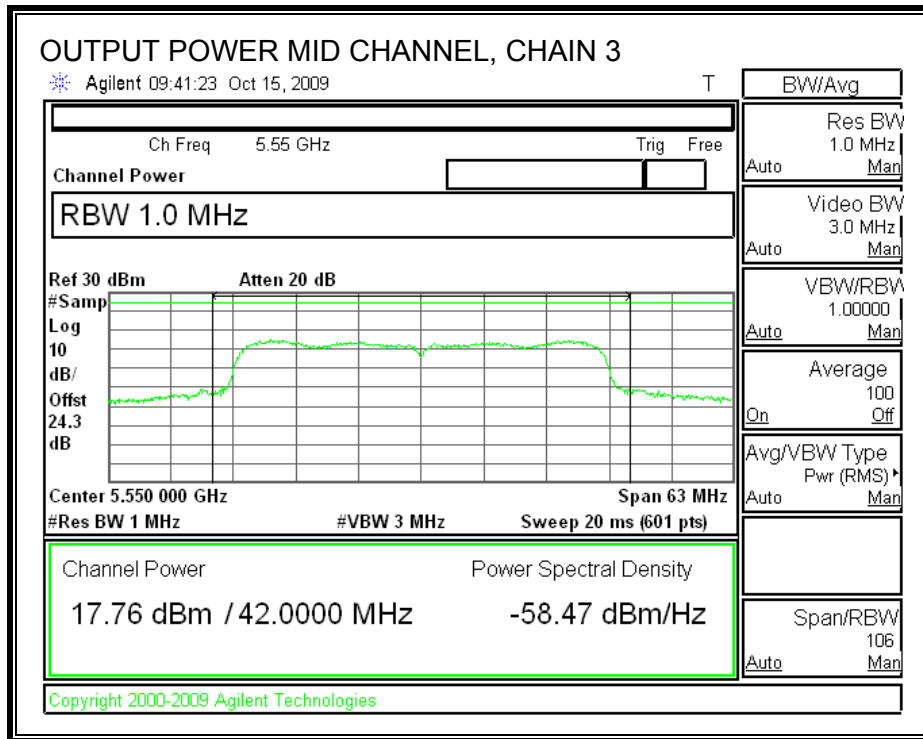 OUTPUT POWER MID CHANNEL, CHAIN 3
Agilent 09:41:23 Oct 15, 2009 T
Ch Freq 5.55 GHz Trig Free
Channel Power
RBW 1.0 MHz
Ref 30 dBm Atten 20 dB
#Samp
Log
10
dB/
Offst
24.3
dB
Center 5.550 000 GHz Span 63 MHz
#Res BW 1 MHz #VBW 3 MHz Sweep 20 ms (601 pts)
Channel Power Power Spectral Density
17.76 dBm / 42.0000 MHz -58.47 dBm/Hz
Copyright 2000-2009 Agilent Technologies
BW/Avg
Res BW
1.0 MHz
Auto Man
Video BW
3.0 MHz
Auto Man
VBW/RBW
1.00000
Auto Man
Average
100
On Off
Avg/VBW Type
Pwr (RMS)
Auto Man
Span/RBW
106
Auto Man